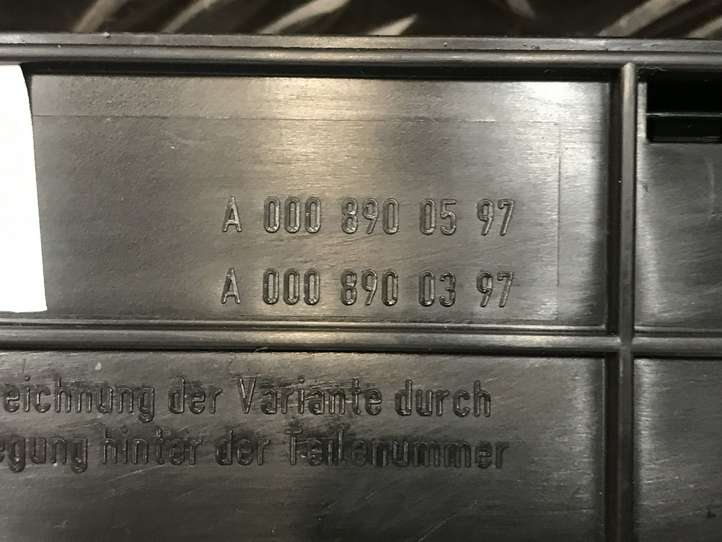 A 000 890 05 97
A 000 890 03 97
eichnung der Variante durch
egung hinter der Teilenummer